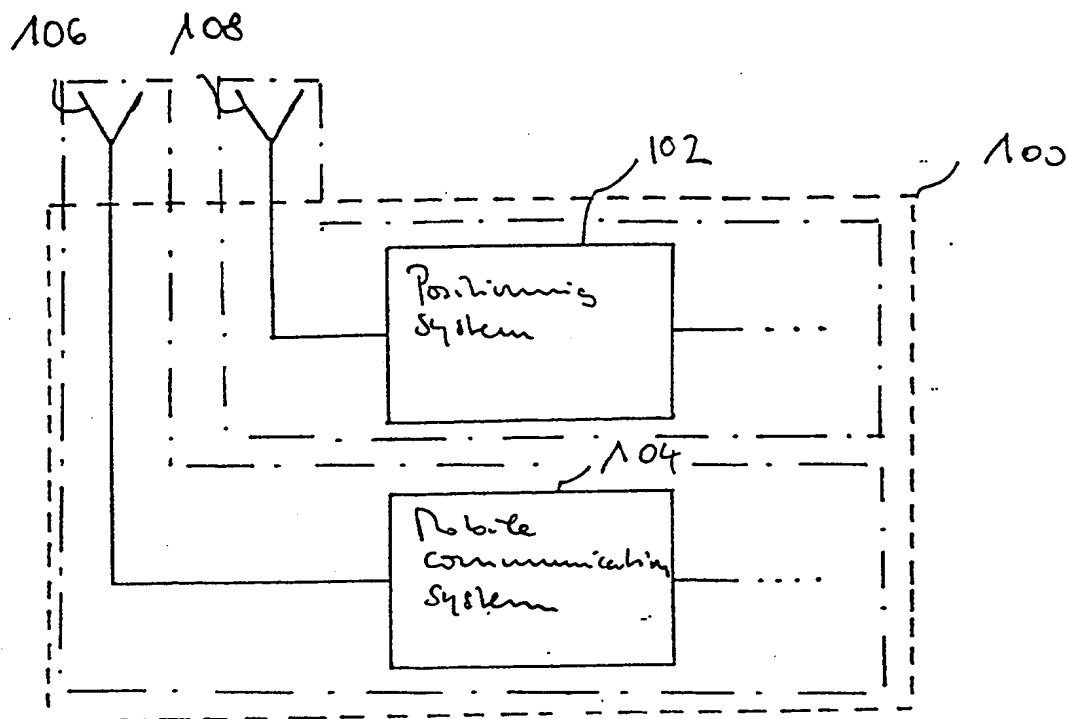 106 108
102
100
Positioning
system
104
Mobile
communication
system